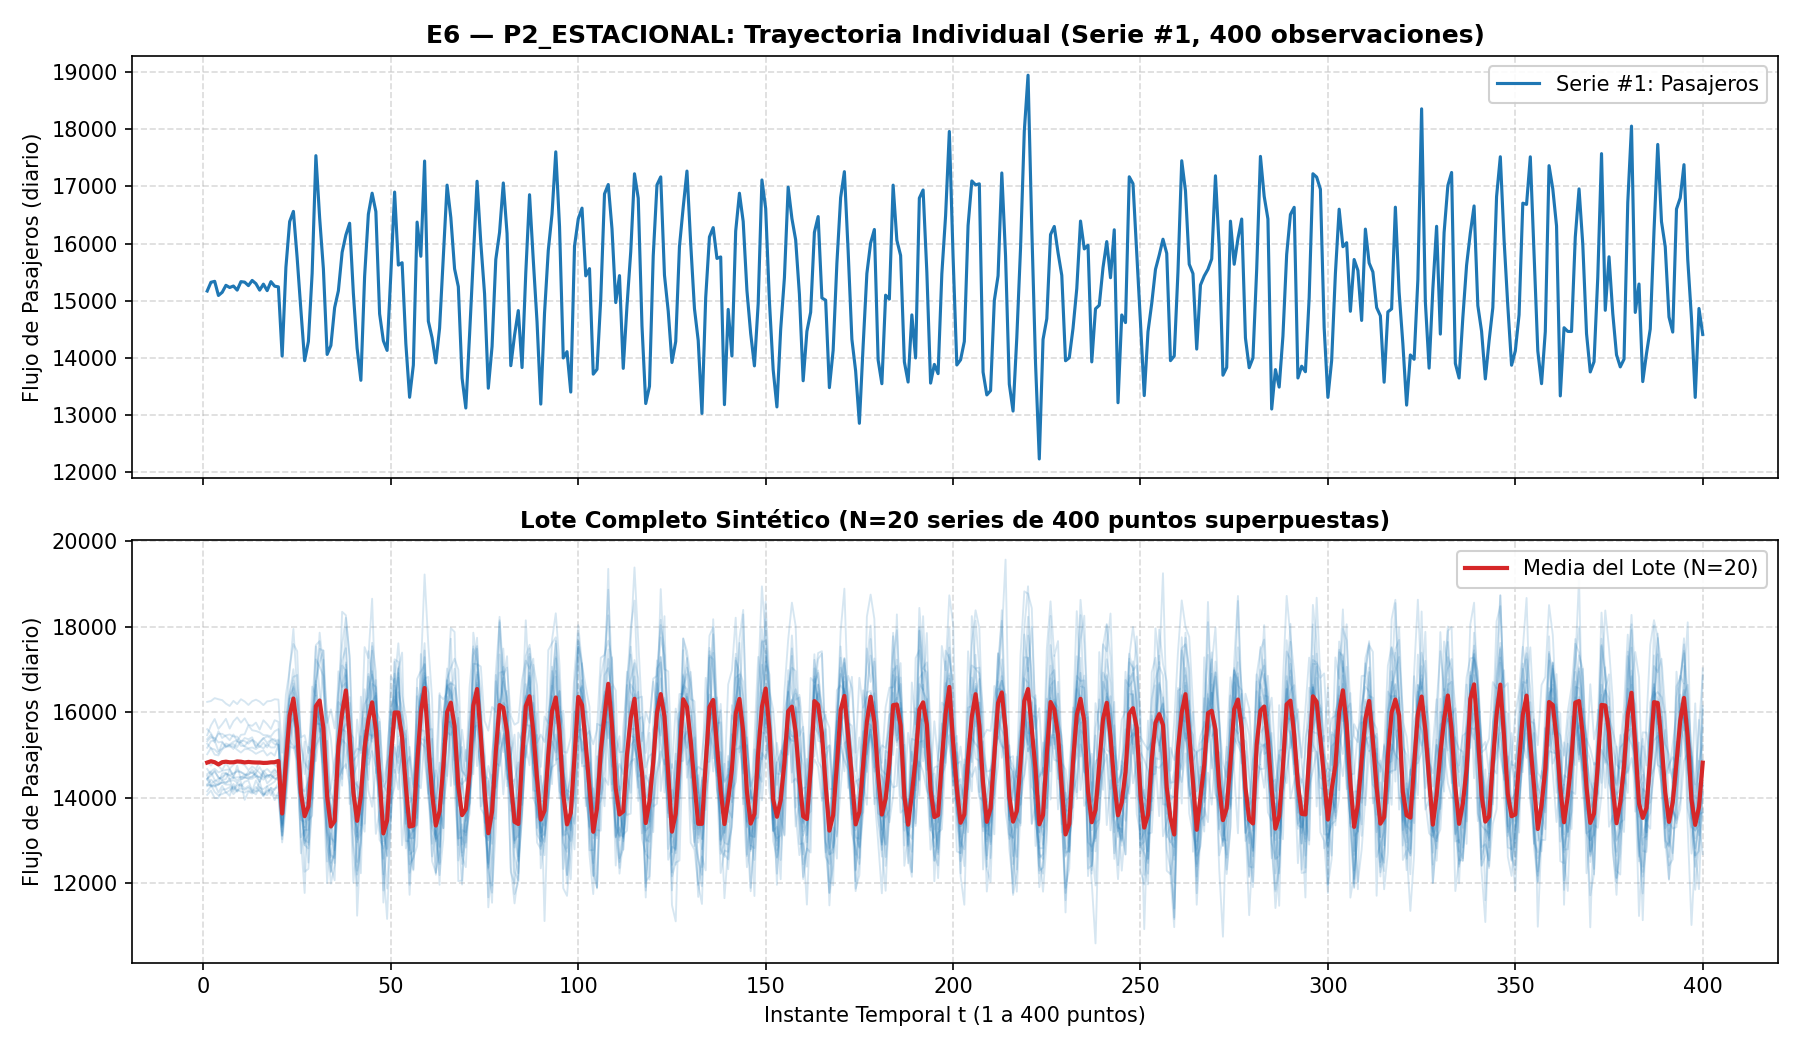 E6 — P2_ESTACIONAL: Trayectoria Individual (Serie #1, 400 observaciones)
Serie #1: Pasajeros
Flujo de Pasajeros (diario)
19000
18000
17000
16000
15000
14000
13000
12000
Lote Completo Sintético (N=20 series de 400 puntos superpuestas)
Media del Lote (N=20)
Flujo de Pasajeros (diario)
20000
18000
16000
14000
12000
0 50 100 150 200 250 300 350 400
Instante Temporal t (1 a 400 puntos)